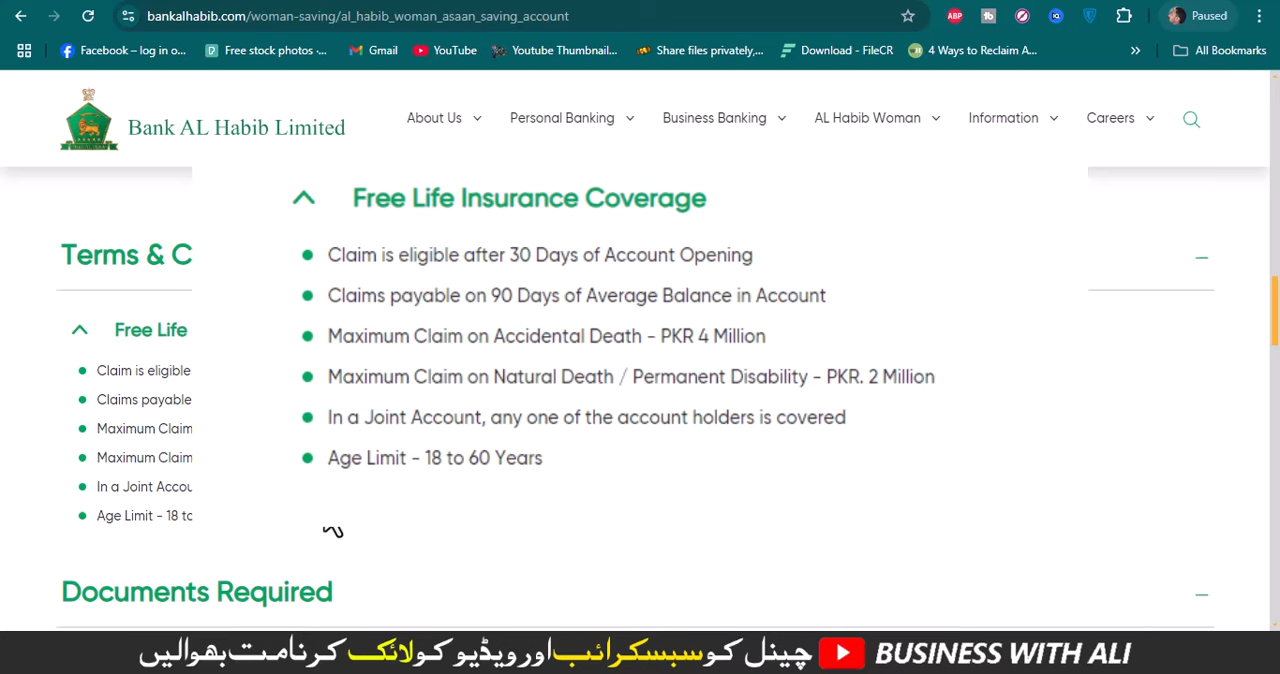 bankalhabib.com/woman-saving/al_habib_woman_asaan_saving_account
ABP
Paused
Facebook – log in o...
Free stock photos ·...
Gmail
YouTube
Youtube Thumbnail...
Share files privately,...
Download - FileCR
4 Ways to Reclaim A...
»
All Bookmarks
Bank AL Habib Limited
About Us
Personal Banking
Business Banking
AL Habib Woman
Information
Careers
Free Life Insurance Coverage
Claim is eligible after 30 Days of Account Opening
Claims payable on 90 Days of Average Balance in Account
Maximum Claim on Accidental Death - PKR 4 Million
Maximum Claim on Natural Death / Permanent Disability - PKR. 2 Million
In a Joint Account, any one of the account holders is covered
Age Limit - 18 to 60 Years
Terms & C
Free Life
Claim is eligible
Claims payable
Maximum Claim
Maximum Claim
In a Joint Accou
Age Limit - 18 to
Documents Required
چینل کو سبسکرائب اور ویڈیو کو لائک کرنا مت بھولیں
BUSINESS WITH ALI